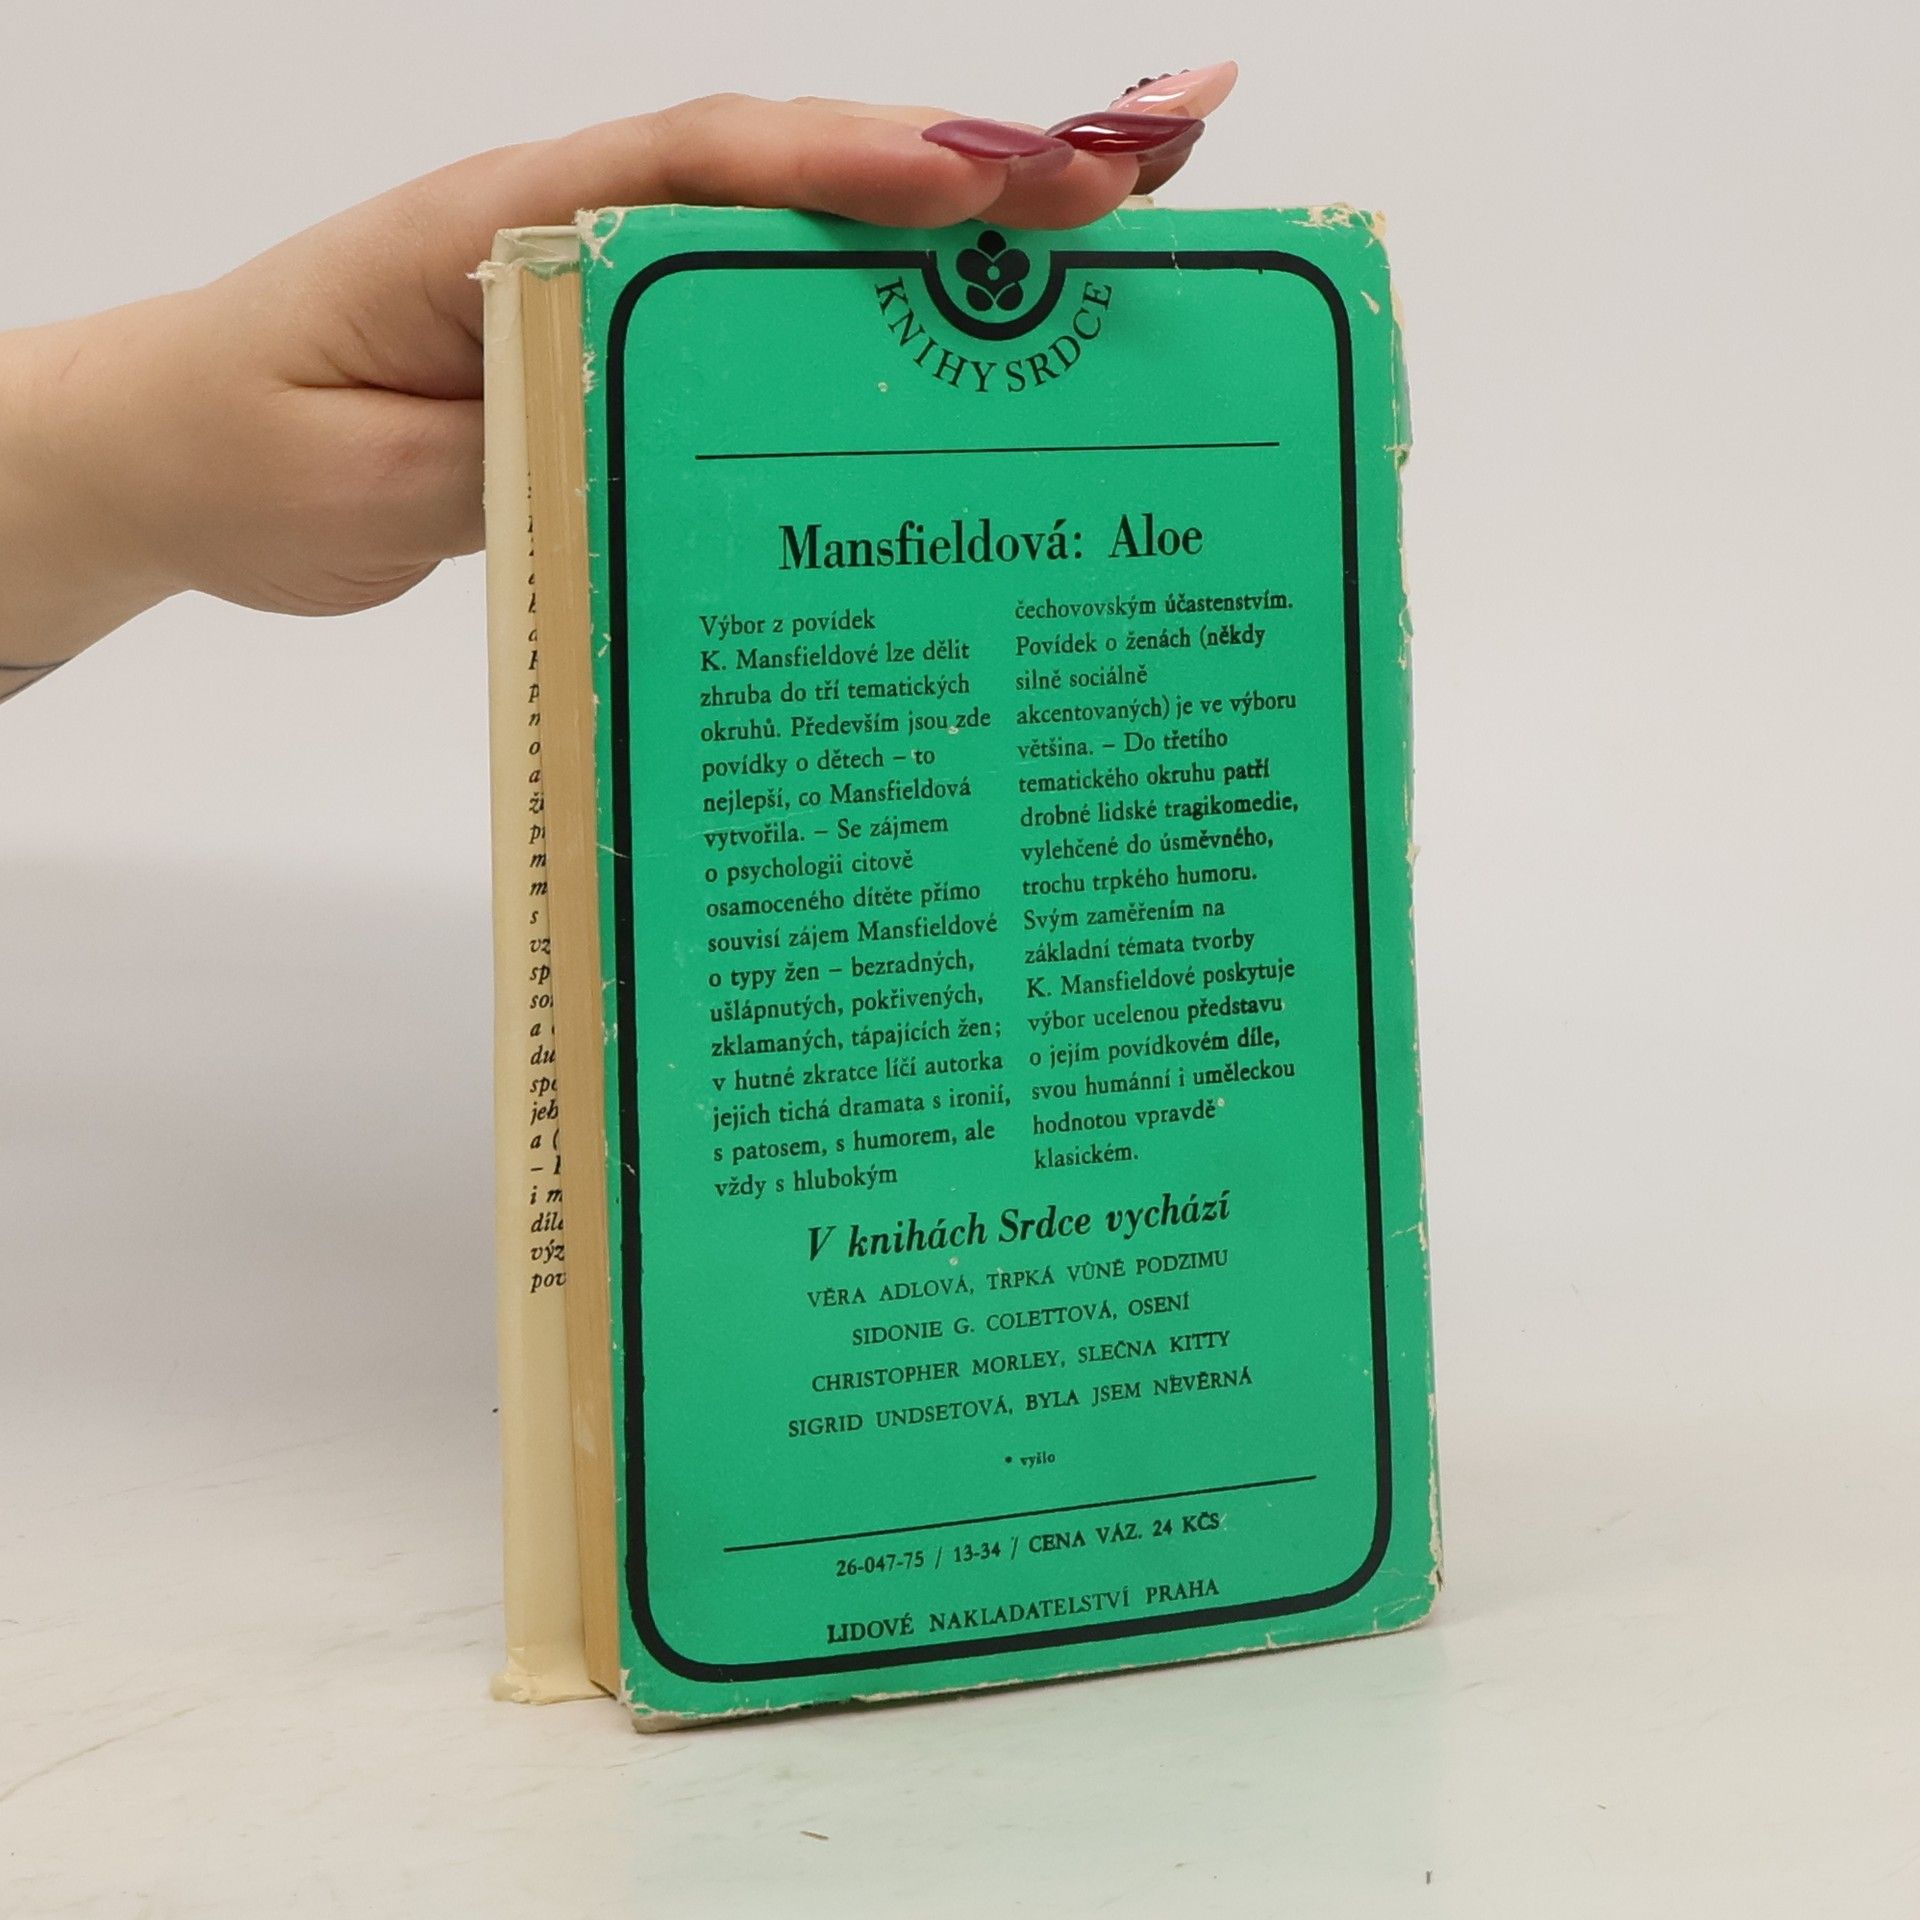 KNIHY SRDCE
Mansfieldová: Aloe
Výbor z povídek
K. Mansfieldové lze dělit
zhruba do tří tematických
okruhů. Především jsou zde
povídky o dětech – to
nejlepší, co Mansfieldová
vytvořila. – Se zájmem
o psychologii citově
osamoceného dítěte přímo
souvisí zájem Mansfieldové
o typy žen – bezradných,
ušlápnutých, pokřivených,
zklamaných, tápajících žen;
v hutné zkratce líčí autorka
jejich tichá dramata s ironií,
s patosem, s humorem, ale
vždy s hlubokým
čechovovským účastenstvím.
Povídek o ženách (někdy
silně sociálně
akcentovaných) je ve výboru
většina. – Do třetího
tematického okruhu patří
drobné lidské tragikomedie,
vylehčené do úsměvného,
trochu trpkého humoru.
Svým zaměřením na
základní témata tvorby
K. Mansfieldové poskytuje
výbor ucelenou představu
o jejím povídkovém díle,
svou humánní i uměleckou
hodnotou vpravdě
klasickém.
V knihách Srdce vychází
VĚRA ADLOVÁ, TRPKÁ VŮNĚ PODZIMU
SIDONIE G. COLETTOVÁ, OSENÍ
CHRISTOPHER MORLEY, SLEČNA KITTY
SIGRID UNDSETOVÁ, BYLA JSEM NEVĚRNÁ
* vyšlo
26-047-75 / 13-34 / CENA VÁZ. 24 KČS
LIDOVÉ NAKLADATELSTVÍ PRAHA